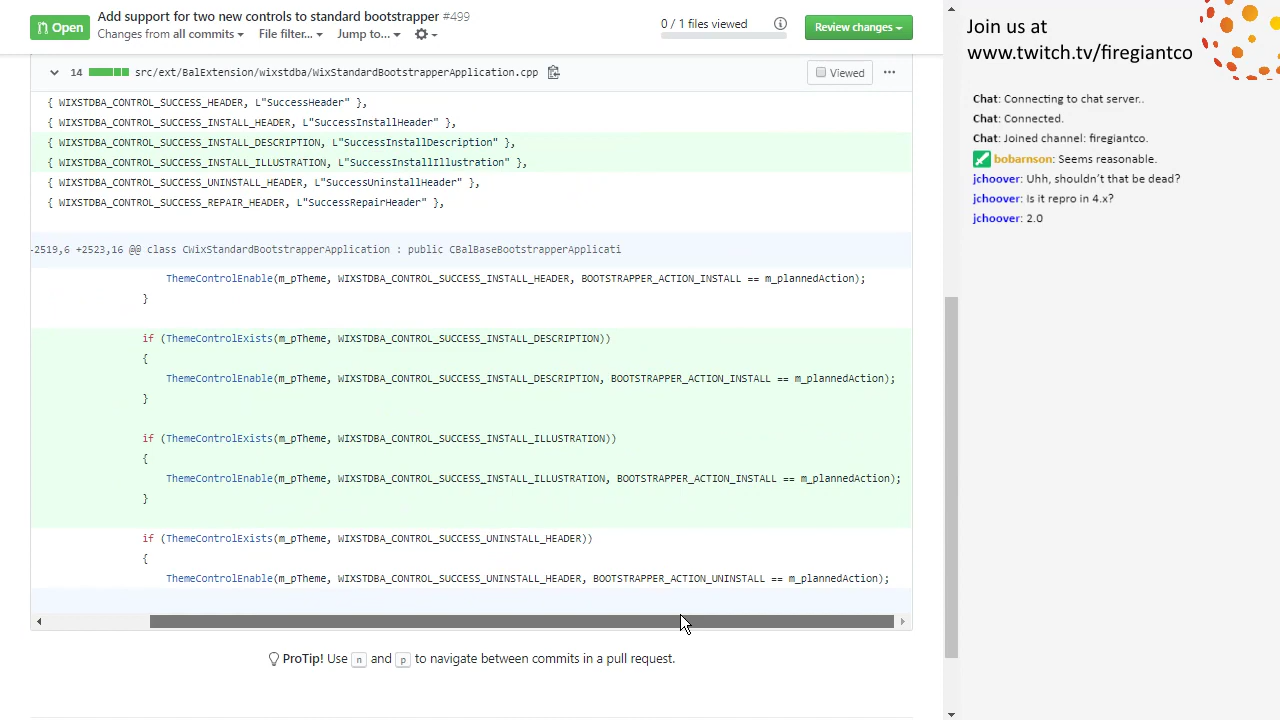 Open
Add support for two new controls to standard bootstrapper #499
Changes from all commits
File filter...
Jump to...
0 / 1 files viewed
Review changes
14 src/ext/BalExtension/wixstdba/WixStandardBootstrapperApplication.cpp
Viewed
{ WIXSTDBA_CONTROL_SUCCESS_HEADER, L"SuccessHeader" },
{ WIXSTDBA_CONTROL_SUCCESS_INSTALL_HEADER, L"SuccessInstallHeader" },
{ WIXSTDBA_CONTROL_SUCCESS_INSTALL_DESCRIPTION, L"SuccessInstallDescription" },
{ WIXSTDBA_CONTROL_SUCCESS_INSTALL_ILLUSTRATION, L"SuccessInstallIllustration" },
{ WIXSTDBA_CONTROL_SUCCESS_UNINSTALL_HEADER, L"SuccessUninstallHeader" },
{ WIXSTDBA_CONTROL_SUCCESS_REPAIR_HEADER, L"SuccessRepairHeader" },
-2519,6 +2523,16 @@ class CWixStandardBootstrapperApplication : public CBalBaseBootstrapperApplicati
ThemeControlEnable(m_pTheme, WIXSTDBA_CONTROL_SUCCESS_INSTALL_HEADER, BOOTSTRAPPER_ACTION_INSTALL == m_plannedAction);
}
if (ThemeControlExists(m_pTheme, WIXSTDBA_CONTROL_SUCCESS_INSTALL_DESCRIPTION))
{
ThemeControlEnable(m_pTheme, WIXSTDBA_CONTROL_SUCCESS_INSTALL_DESCRIPTION, BOOTSTRAPPER_ACTION_INSTALL == m_plannedAction);
}
if (ThemeControlExists(m_pTheme, WIXSTDBA_CONTROL_SUCCESS_INSTALL_ILLUSTRATION))
{
ThemeControlEnable(m_pTheme, WIXSTDBA_CONTROL_SUCCESS_INSTALL_ILLUSTRATION, BOOTSTRAPPER_ACTION_INSTALL == m_plannedAction);
}
if (ThemeControlExists(m_pTheme, WIXSTDBA_CONTROL_SUCCESS_UNINSTALL_HEADER))
{
ThemeControlEnable(m_pTheme, WIXSTDBA_CONTROL_SUCCESS_UNINSTALL_HEADER, BOOTSTRAPPER_ACTION_UNINSTALL == m_plannedAction);
ProTip! Use n and p to navigate between commits in a pull request.
Join us at
www.twitch.tv/firegiantco
Chat: Connecting to chat server..
Chat: Connected.
Chat: Joined channel: firegiantco.
bobarnson: Seems reasonable.
jchoover: Uhh, shouldn't that be dead?
jchoover: Is it repro in 4.x?
jchoover: 2.0